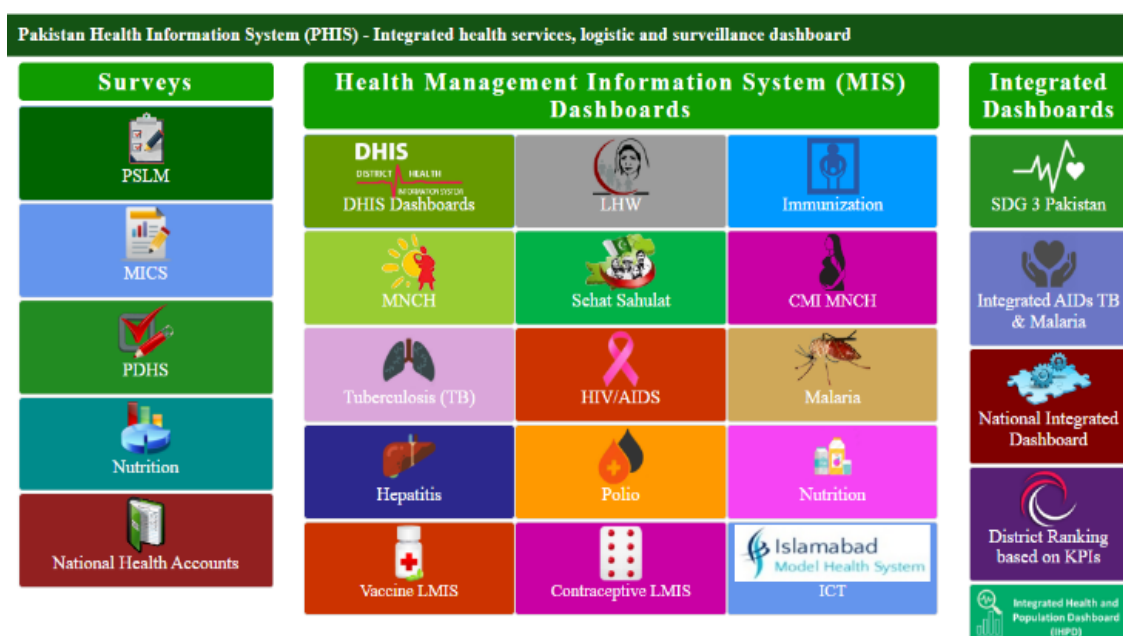 Pakistan Health Information System (PHIS) - Integrated health services, logistic and surveillance dashboard
Surveys
PSLM
MICS
PDHS
Nutrition
National Health Accounts
Health Management Information System (MIS)
Dashboards
DHIS
DISTRICT HEALTH
INFORMATION SYSTEM
DHIS Dashboards
LHW
Immunization
MNCH
Sehat Sahulat
CMI MNCH
Tuberculosis (TB)
HIV/AIDS
Malaria
Hepatitis
Polio
Nutrition
Vaccine LMIS
Contraceptive LMIS
Islamabad
Model Health System
ICT
Integrated
Dashboards
SDG 3 Pakistan
Integrated AIDs TB
& Malaria
National Integrated
Dashboard
District Ranking
based on KPIs
Integrated Health and
Population Dashboard
(IHPD)